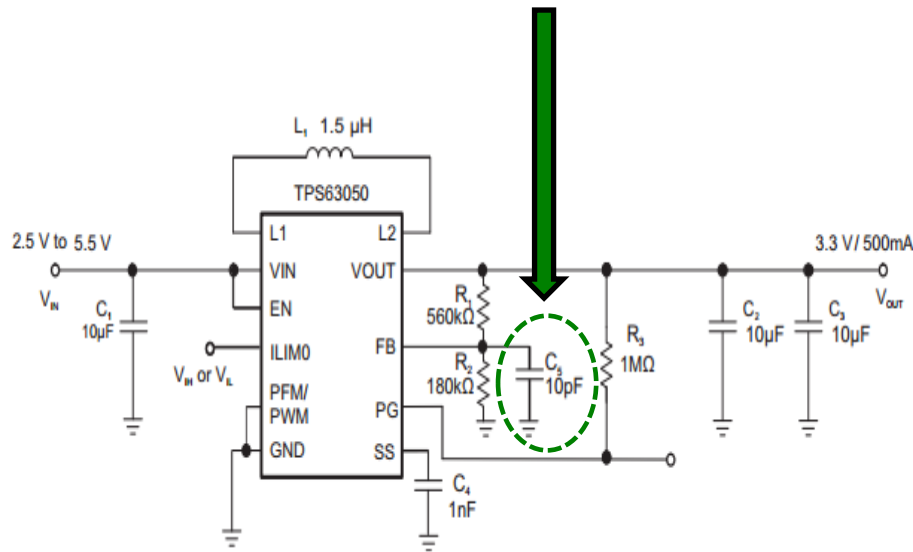 L₁ 1.5 µH
TPS63050
L1
L2
2.5 V to 5.5 V
3.3 V / 500mA
VIN
VOUT
V_IN
V_OUT
C₁
10µF
EN
R₁
560kΩ
C₂
10µF
C₃
10µF
R₃
1MΩ
ILIM0
FB
V_IH or V_IL
R₂
180kΩ
C₅
10pF
PFM/
PWM
PG
GND
SS
C₄
1nF